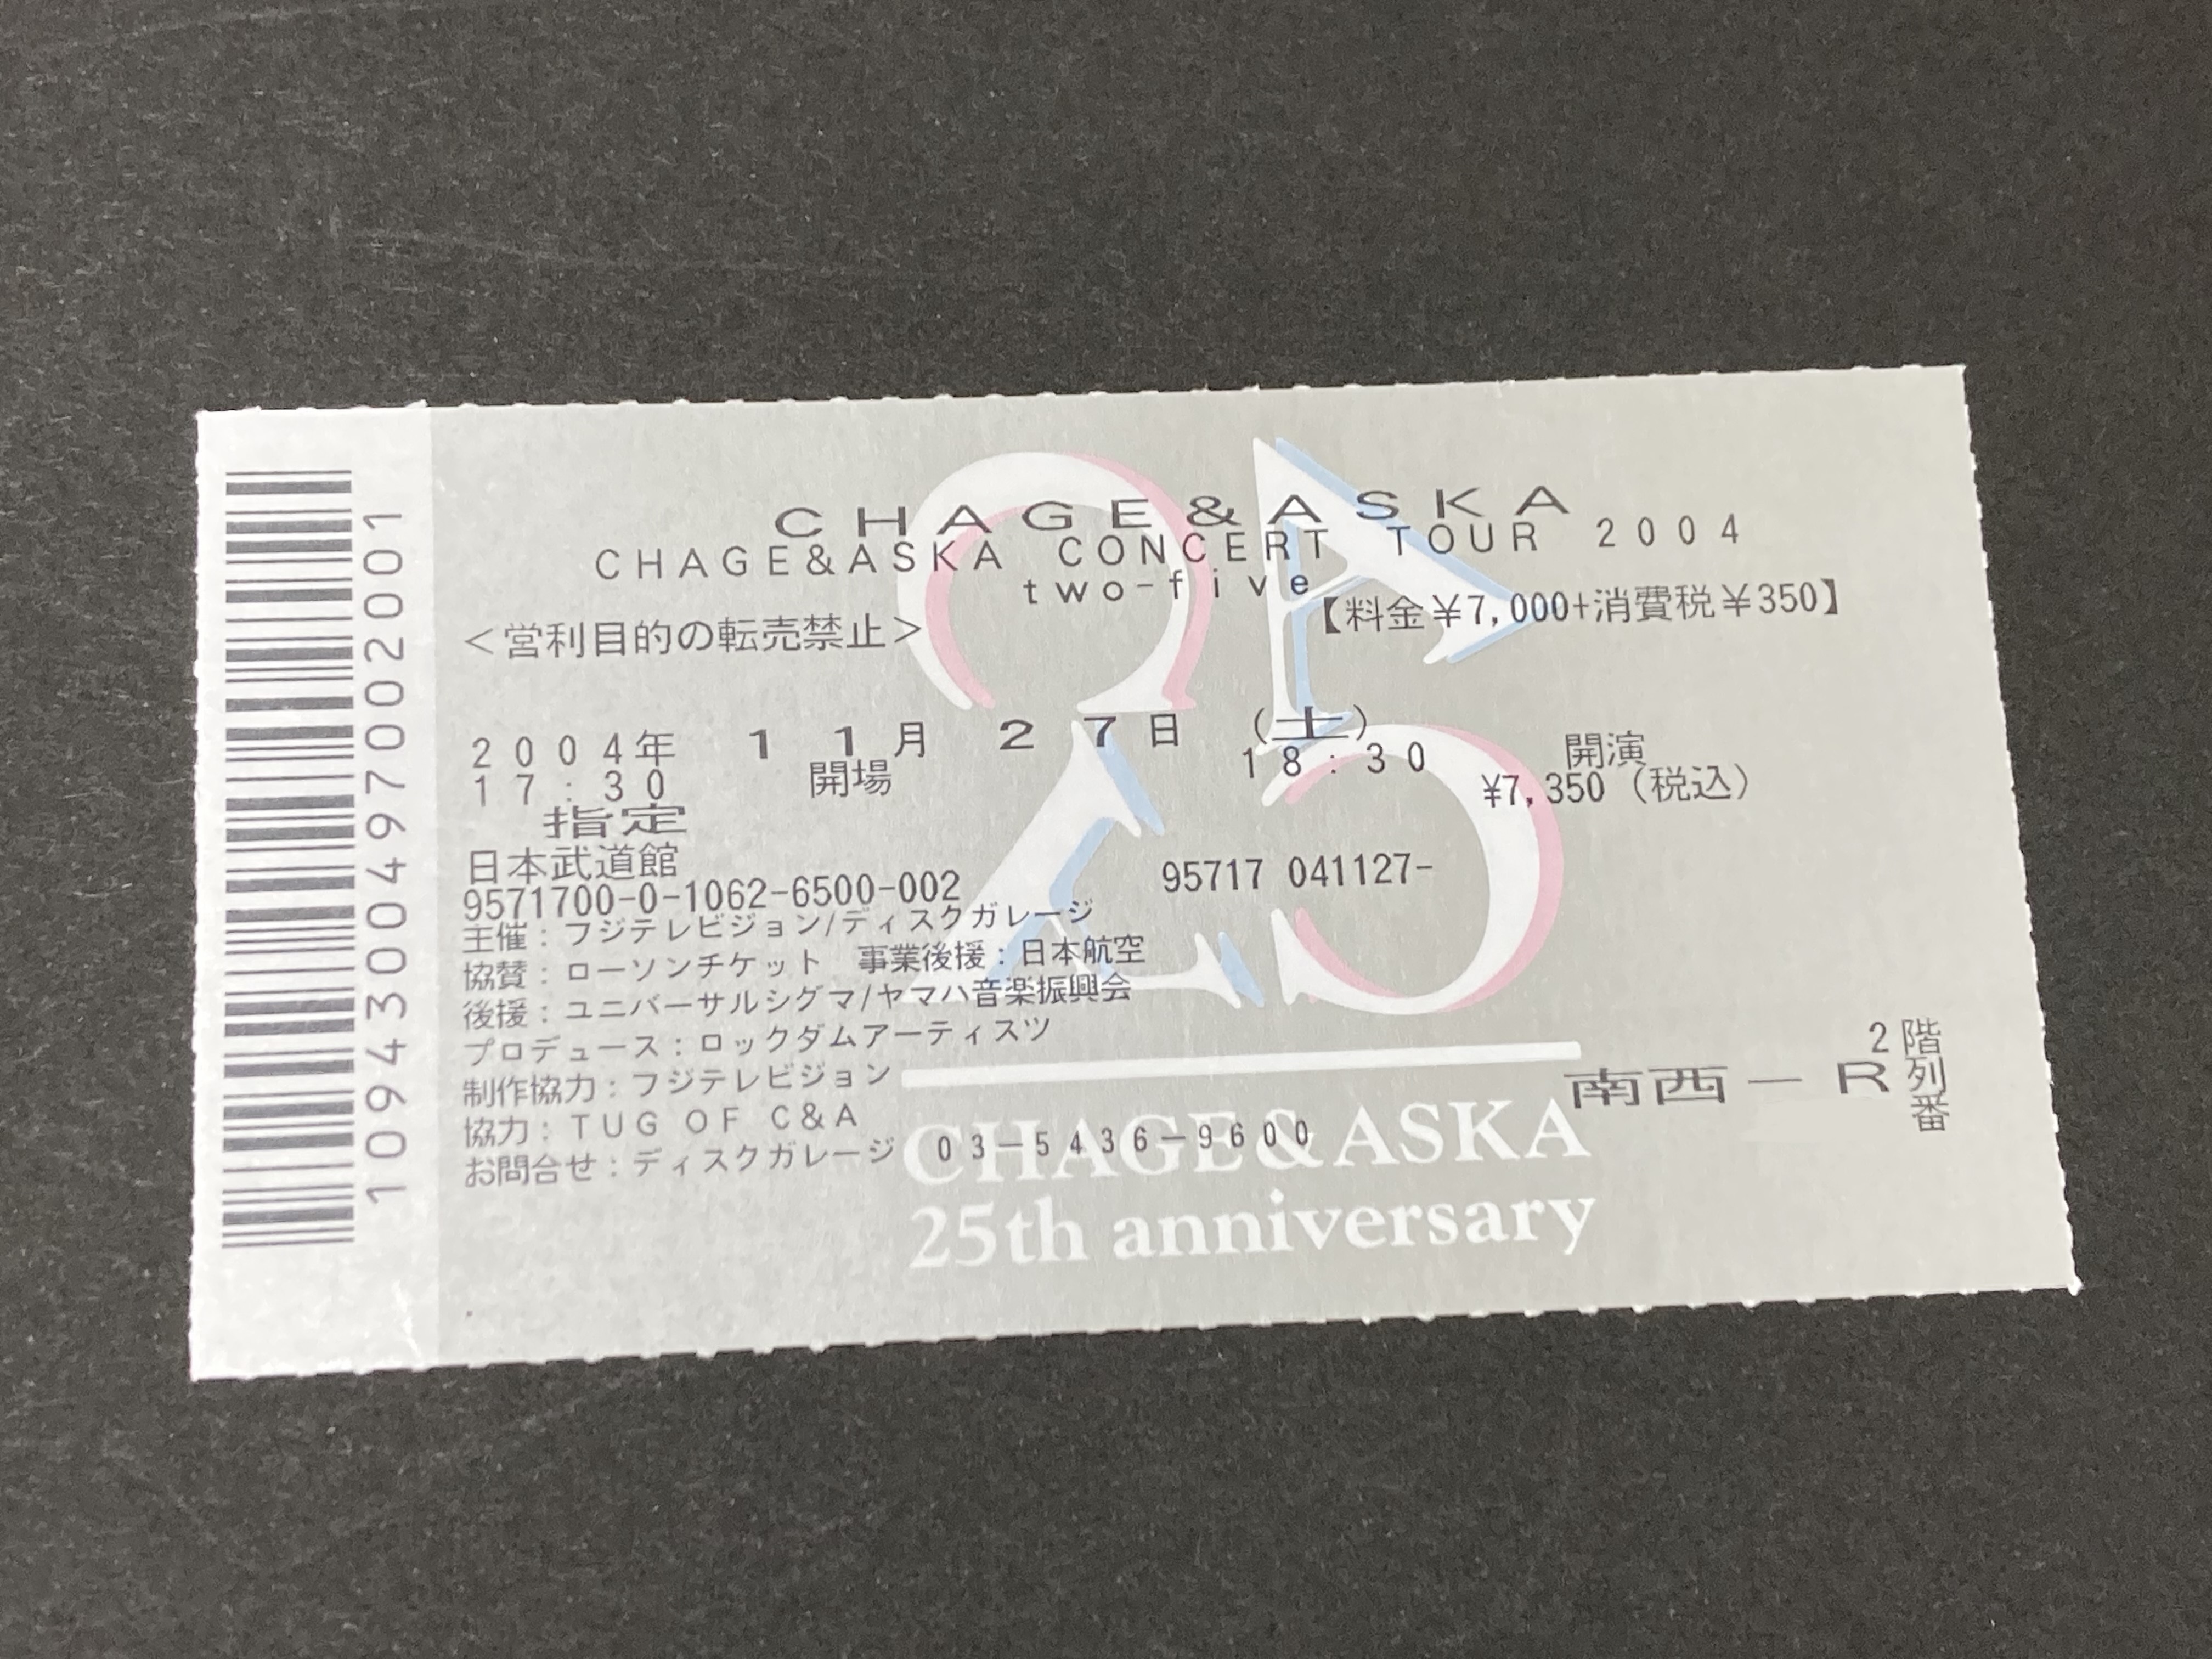 CHAGE&ASKA
CHAGE&ASKA CONCERT TOUR 2004
two-five
<営利目的の転売禁止>
【料金¥7,000+消費税¥350】
2004年 11月 27日 (土)
17:30 開場 18:30 開演
指定 ¥7,350(税込)
日本武道館
9571700-0-1062-6500-002 95717 041127-
主催:フジテレビジョン/ディスクガレージ
協賛:ローソンチケット 事業後援:日本航空
後援:ユニバーサルシグマ/ヤマハ音楽振興会
プロデュース:ロックダムアーティスツ
制作協力:フジテレビジョン
協力:TUG OF C&A
お問合せ:ディスクガレージ 03-5436-9600
2階
南西-R列
番
CHAGE&ASKA
25th anniversary
25
1094300497002001